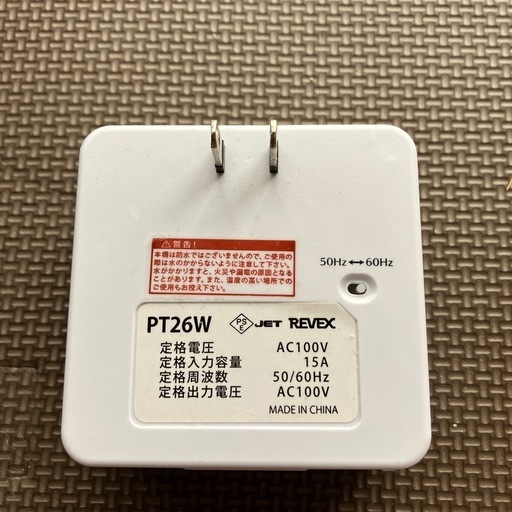 ⚠警告!
本機は防水ではございませんので、ご使用の
際は水のかからないように注意して下さい。
水がかかりますと、火災や漏電の原因となる
ことがあります。また、湿度の高い場所での
ご使用はお控え下さい。
50Hz ↔ 60Hz
PT26W PSE JET REVEX
定格電圧 AC100V
定格入力容量 15A
定格周波数 50/60Hz
定格出力電圧 AC100V
MADE IN CHINA